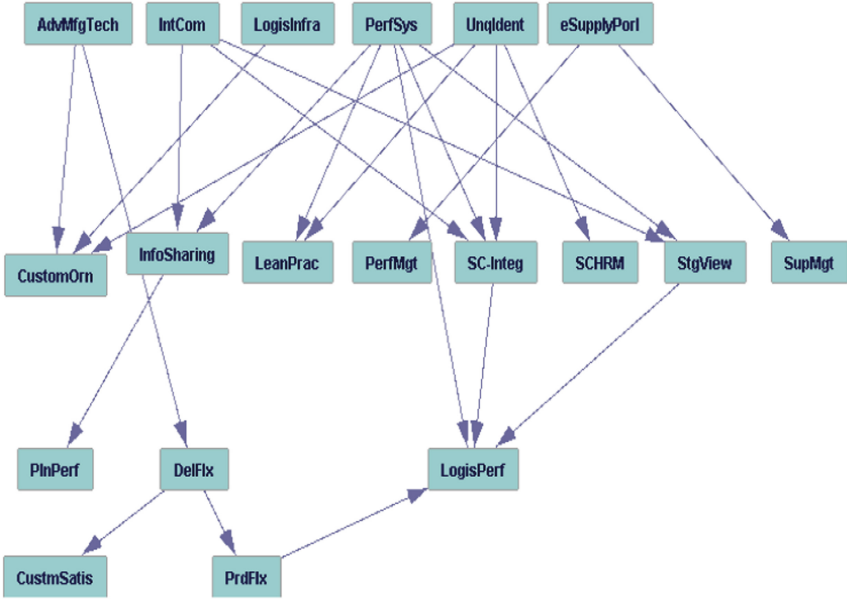 AdvMfgTech
IntCom
LogisInfra
PerfSys
UnqIdent
eSupplyPorl
CustomOrn
InfoSharing
LeanPrac
PerfMgt
SC-Integ
SCHRM
StgView
SupMgt
PlnPerf
DelFlx
LogisPerf
CustmSatis
PrdFlx